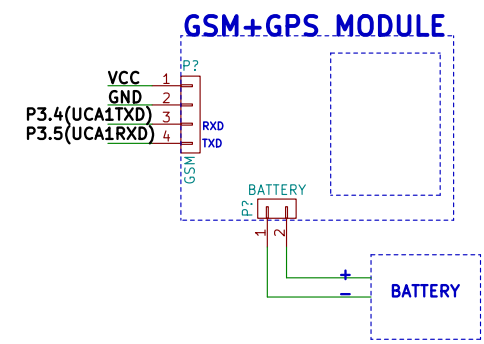 GSM+GPS MODULE
P?
VCC 1
GND 2
P3.4(UCA1TXD) 3 RXD
P3.5(UCA1RXD) 4 TXD
GSM
BATTERY
P?
1 2
+
−
BATTERY